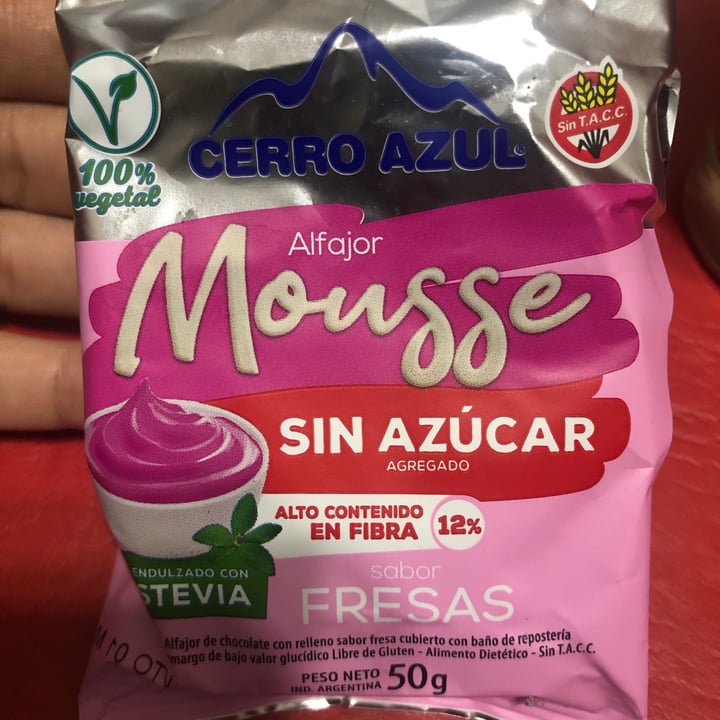 CERRO AZUL®
Sin T.A.C.C.
100%
vegetal
Alfajor
Mousse
SIN AZÚCAR
AGREGADO
ALTO CONTENIDO
EN FIBRA 12%
ENDULZADO CON
STEVIA
sabor
FRESAS
Alfajor de chocolate con relleno sabor fresa cubierto con baño de repostería
amargo de bajo valor glucídico Libre de Gluten - Alimento Dietético - Sin T.A.C.C.
PESO NETO 50g
IND. ARGENTINA